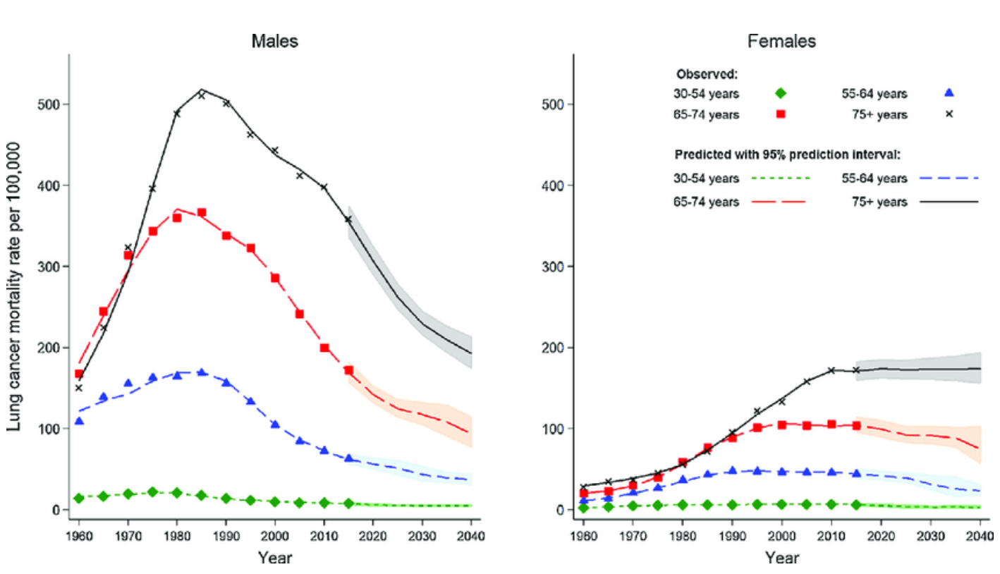 Males
Females
Lung cancer mortality rate per 100,000
500
400
300
200
100
0
1960 1970 1980 1990 2000 2010 2020 2030 2040
Year
500
400
300
200
100
0
Observed:
30-54 years 55-64 years
65-74 years 75+ years
Predicted with 95% prediction interval:
30-54 years 55-64 years
65-74 years 75+ years
1960 1970 1980 1990 2000 2010 2020 2030 2040
Year